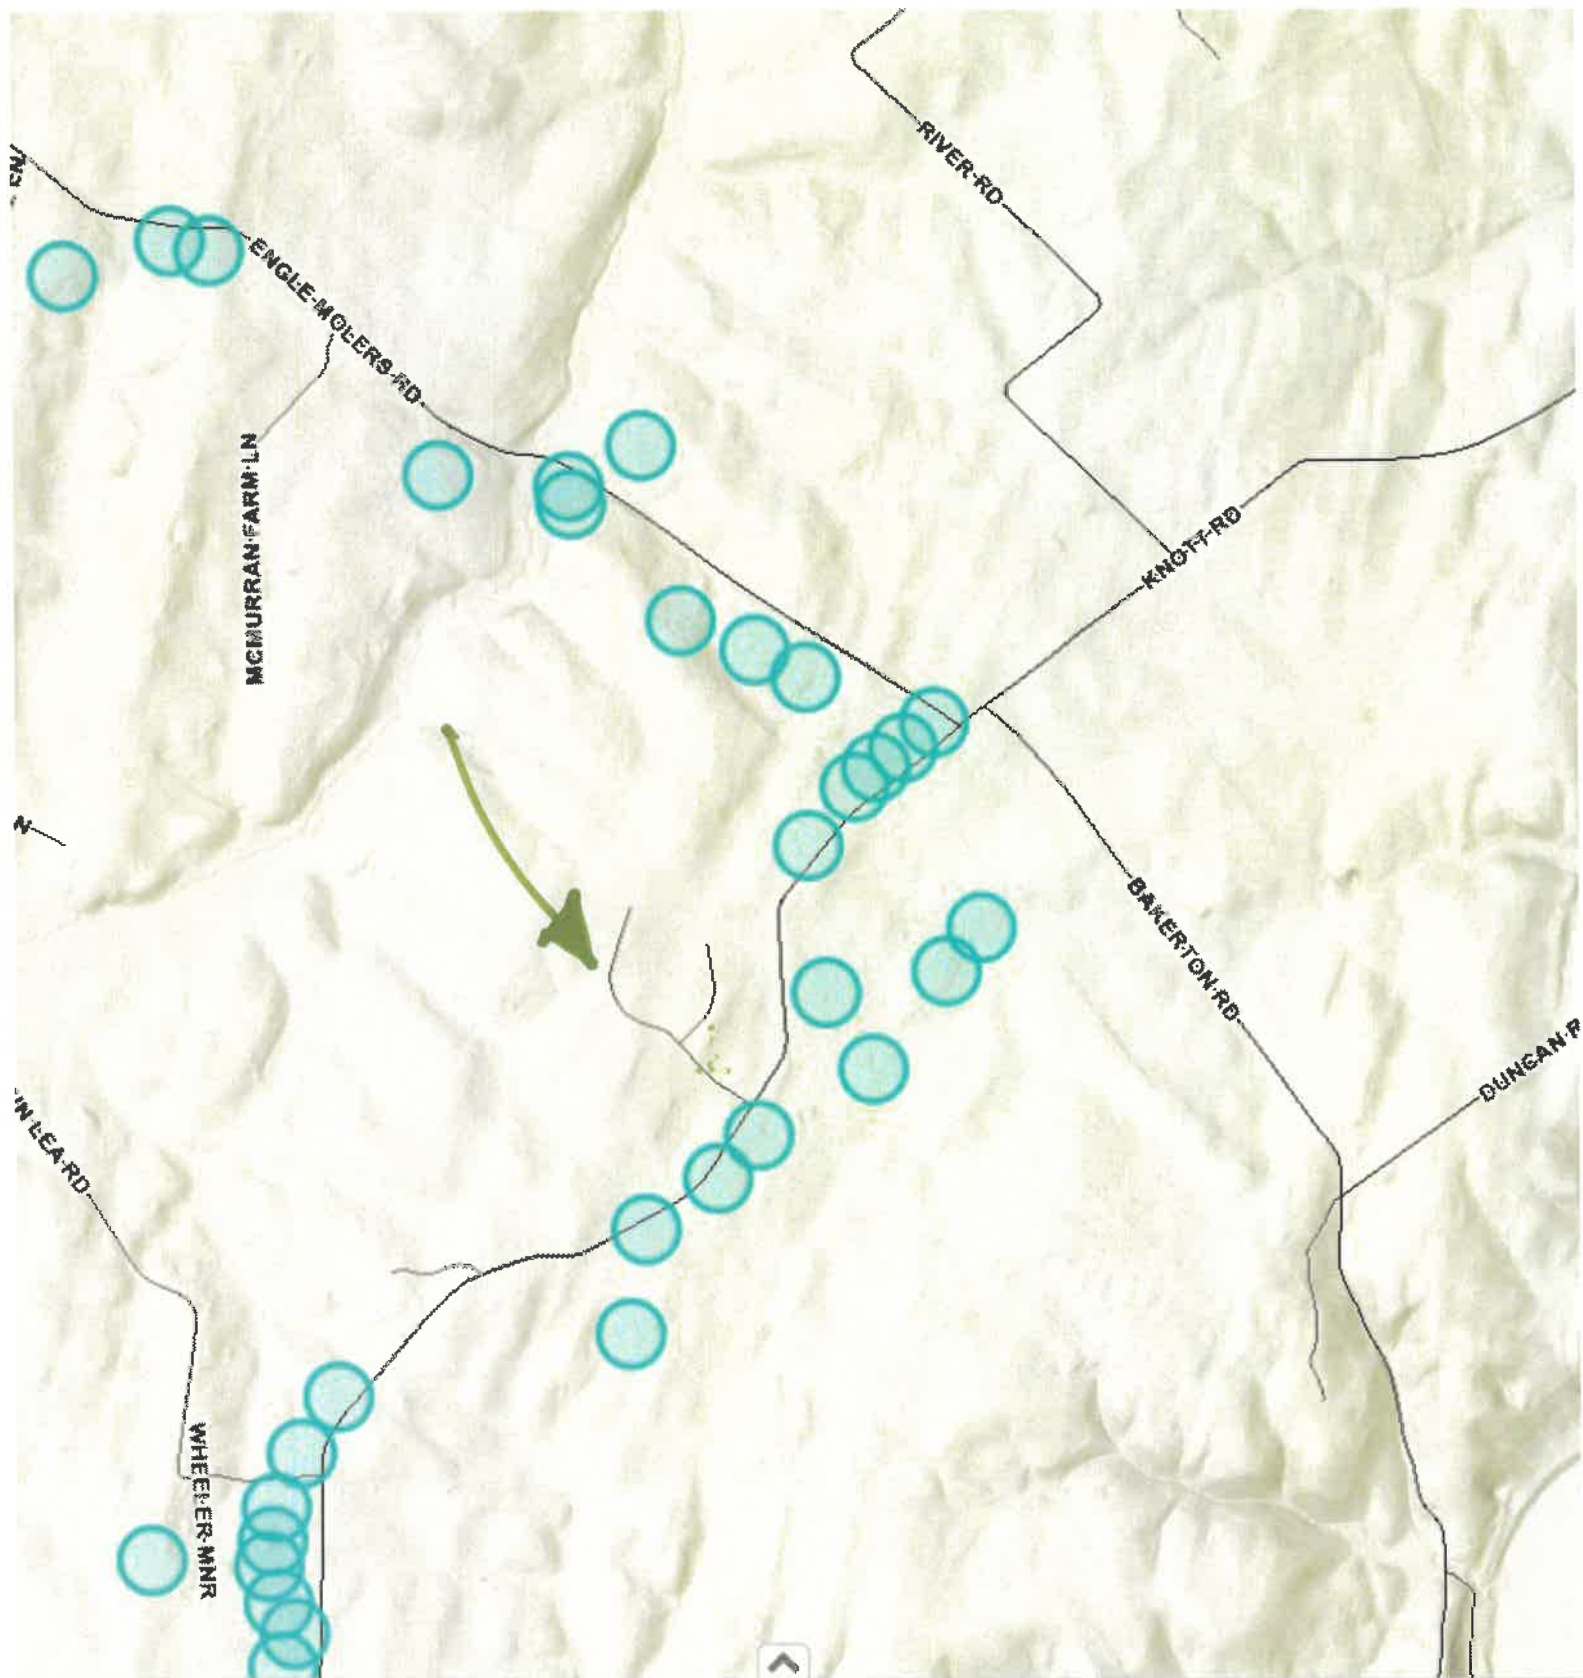 RIVER-RD
ENGLE-MOLERS-RD
MCMURRAN-FARM-LN
KNOTT-RD
N
BAKERTON-RD
DUNCAN-R
N-LEA-RD
WHEELER-MNR